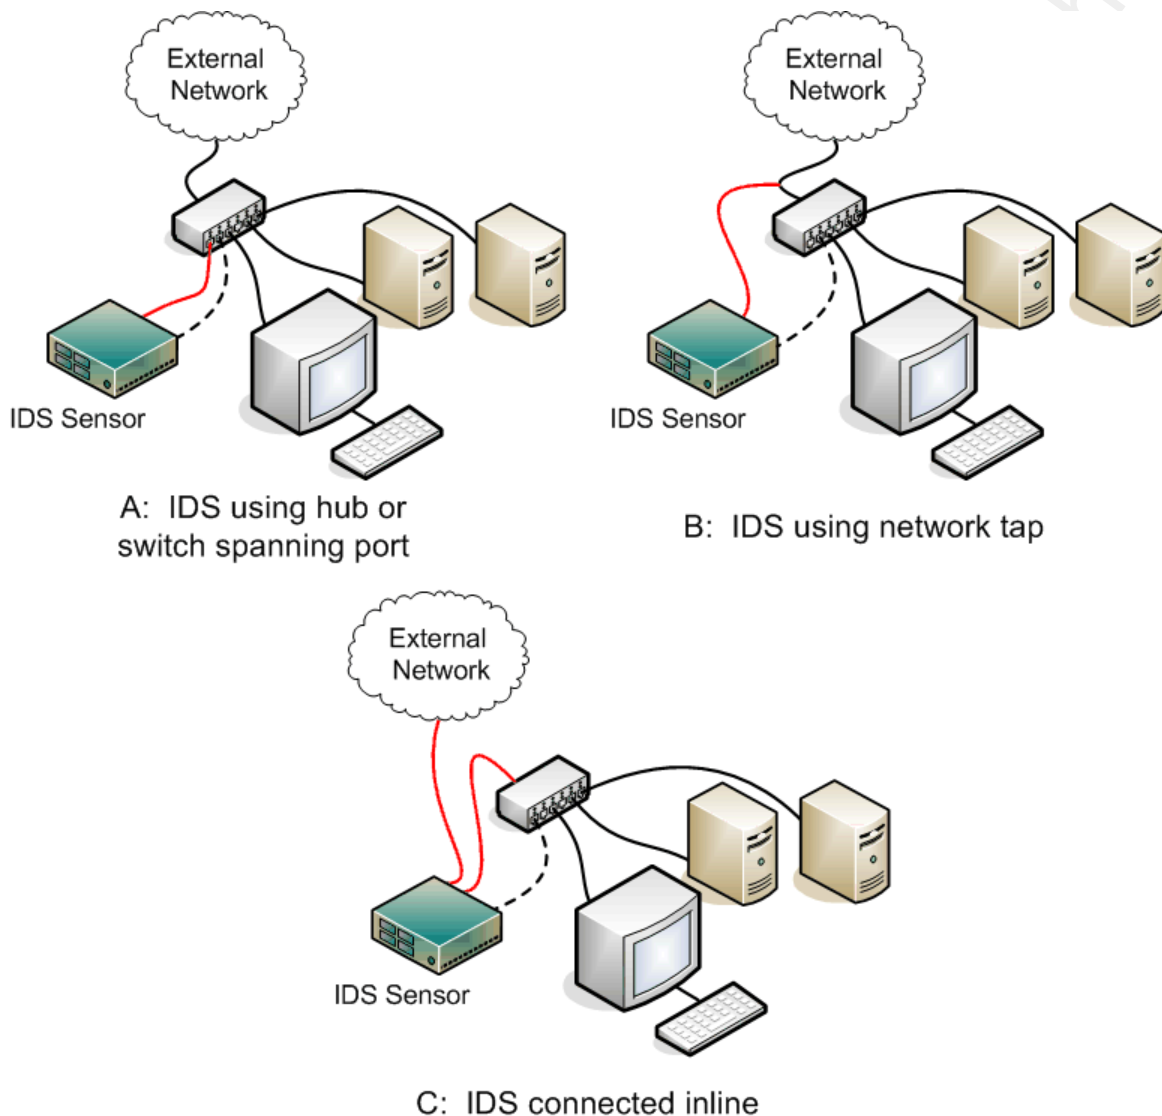 External
Network
IDS Sensor
A: IDS using hub or
switch spanning port
External
Network
IDS Sensor
B: IDS using network tap
External
Network
IDS Sensor
C: IDS connected inline